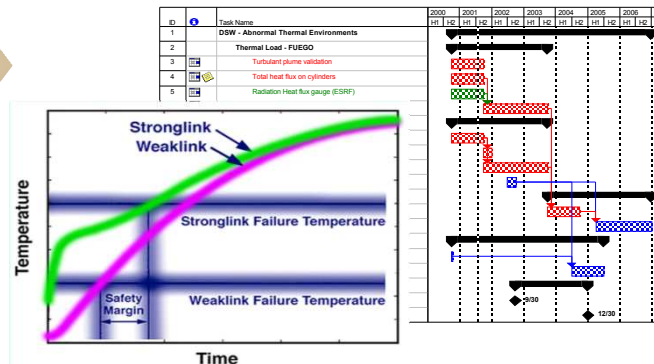 2000 2001 2002 2003 2004 2005 2006
ID Task Name H1 H2 H1 H2 H1 H2 H1 H2 H1 H2 H1 H2 H1 H2
1 DSW - Abnormal Thermal Environments
2 Thermal Load - FUEGO
3 Turbulant plume validation
4 Total heat flux on cylinders
5 Radiation Heat flux gauge (ESRF)
9/30
12/30
Stronglink
Weaklink
Stronglink Failure Temperature
Weaklink Failure Temperature
Safety
Margin
Temperature
Time